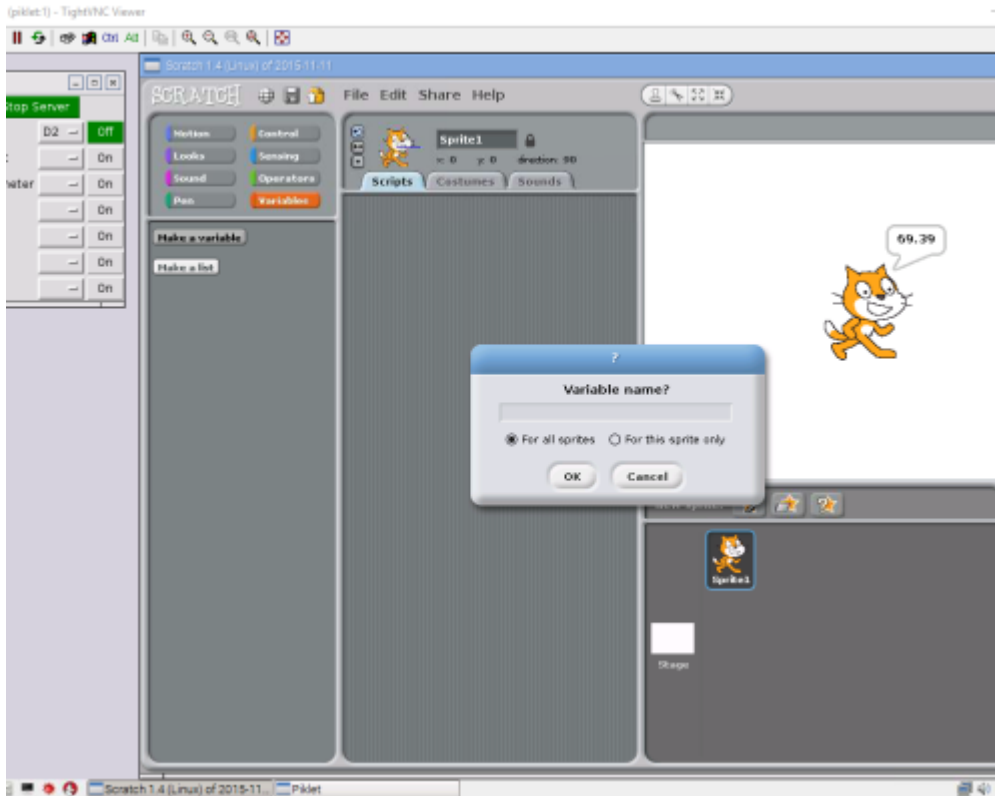 (piklet:1) - TightVNC Viewer
Ctrl Alt
Scratch 1.4 (Linux) of 2015-11-11
SCRATCH File Edit Share Help
Stop Server
D2 Off
On
meter On
On
On
On
On
Motion Control
Looks Sensing
Sound Operators
Pen Variables
Make a variable
Make a list
Sprite1
x: 0 y: 0 direction: 90
Scripts Costumes Sounds
69.39
?
Variable name?
For all sprites For this sprite only
OK Cancel
Sprite1
Stage
Scratch 1.4 (Linux) of 2015-11... Piklet